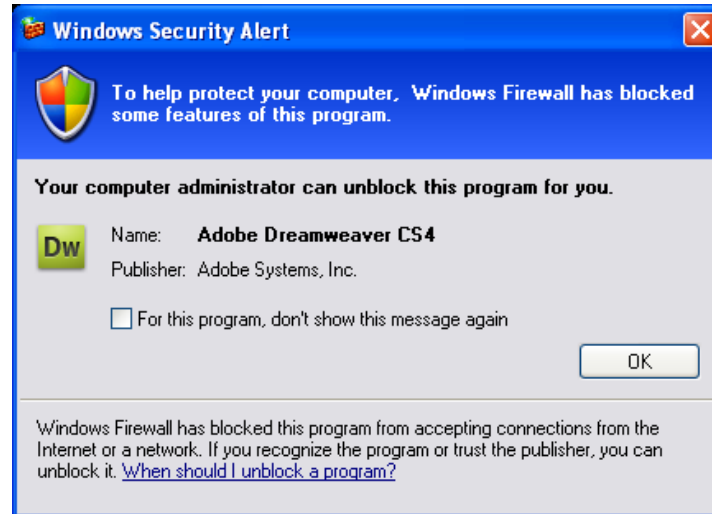 Windows Security Alert
To help protect your computer, Windows Firewall has blocked
some features of this program.
Your computer administrator can unblock this program for you.
Dw
Name: Adobe Dreamweaver CS4
Publisher: Adobe Systems, Inc.
For this program, don't show this message again
OK
Windows Firewall has blocked this program from accepting connections from the
Internet or a network. If you recognize the program or trust the publisher, you can
unblock it. When should I unblock a program?